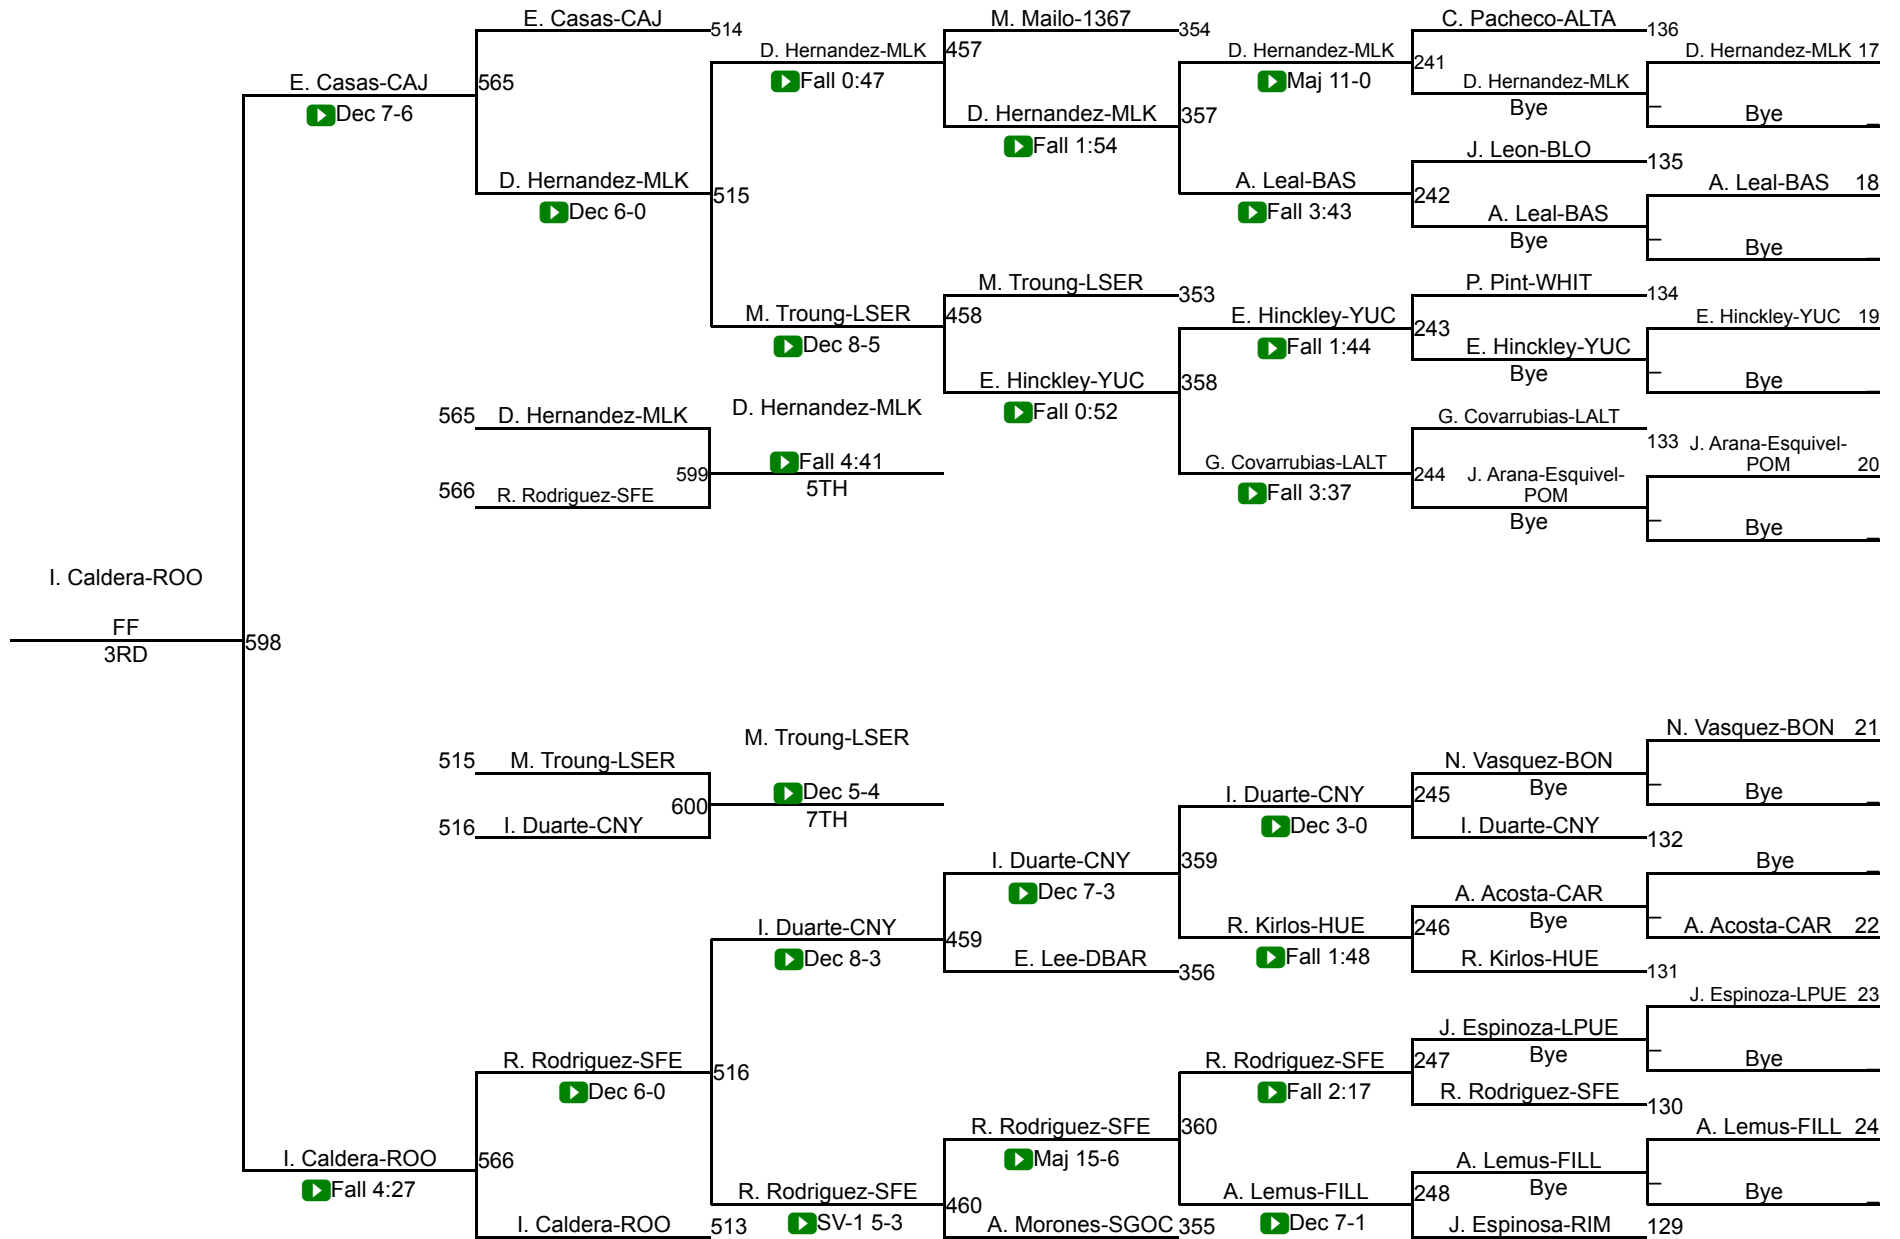 E. Casas-CAJ
514
M. Mailo-1367
354
C. Pacheco-ALTA
136
D. Hernandez-MLK
457
D. Hernandez-MLK
D. Hernandez-MLK 17
E. Casas-CAJ
565
Fall 0:47
Maj 11-0
241
D. Hernandez-MLK
Dec 7-6
D. Hernandez-MLK
357
Bye
Bye
Fall 1:54
J. Leon-BLO
135
D. Hernandez-MLK
515
A. Leal-BAS
242
A. Leal-BAS 18
Dec 6-0
Fall 3:43
A. Leal-BAS
Bye
Bye
M. Troung-LSER
353
P. Pint-WHIT
134
M. Troung-LSER
458
E. Hinckley-YUC
243
E. Hinckley-YUC 19
Dec 8-5
Fall 1:44
E. Hinckley-YUC
E. Hinckley-YUC
358
Bye
Bye
565
D. Hernandez-MLK
D. Hernandez-MLK
Fall 0:52
G. Covarrubias-LALT
133
J. Arana-Esquivel-
POM 20
599
Fall 4:41
G. Covarrubias-LALT
244
J. Arana-Esquivel-
POM
566
R. Rodriguez-SFE
5TH
Fall 3:37
Bye
Bye
I. Caldera-ROO
FF
598
3RD
M. Troung-LSER
N. Vasquez-BON 21
515
M. Troung-LSER
N. Vasquez-BON
600
Dec 5-4
I. Duarte-CNY
245
Bye
Bye
516
I. Duarte-CNY
7TH
Dec 3-0
I. Duarte-CNY
132
I. Duarte-CNY
359
Bye
Dec 7-3
A. Acosta-CAR
I. Duarte-CNY
459
R. Kirlos-HUE
246
Bye
A. Acosta-CAR 22
Dec 8-3
E. Lee-DBAR
356
Fall 1:48
R. Kirlos-HUE
131
J. Espinoza-LPUE 23
J. Espinoza-LPUE
R. Rodriguez-SFE
516
R. Rodriguez-SFE
247
Bye
Bye
Dec 6-0
Fall 2:17
R. Rodriguez-SFE
130
R. Rodriguez-SFE
360
A. Lemus-FILL 24
I. Caldera-ROO
566
Maj 15-6
A. Lemus-FILL
Fall 4:27
R. Rodriguez-SFE
460
A. Lemus-FILL
248
Bye
Bye
I. Caldera-ROO
513
SV-1 5-3
A. Morones-SGOC
355
Dec 7-1
J. Espinosa-RIM
129